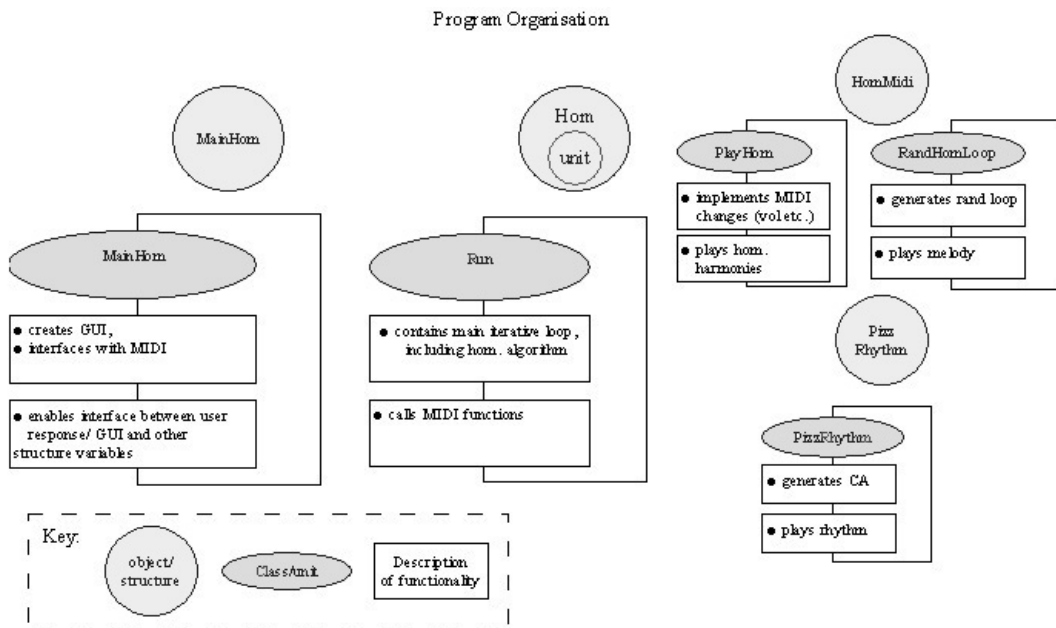 Program Organisation
MainHom
Hom
unit
HomMidi
MainHom
● creates GUI,
● interfaces with MIDI
● enables interface between user
response/ GUI and other
structure variables
Run
● contains main iterative loop,
including hom. algorithm
● calls MIDI functions
PlayHom
● implements MIDI
changes (vol etc.)
● plays hom.
harmonies
RandHomLoop
● generates rand loop
● plays melody
Pizz
Rhythm
PizzRhythm
● generates CA
● plays rhythm
Key:
object/
structure
Class/unit
Description
of functionality